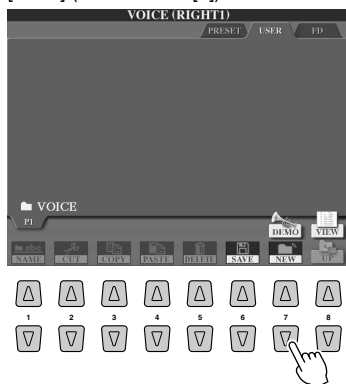 VOICE (RIGHT1)
PRESET USER FD
VOICE
P1
DEMO VIEW
abc
NAME CUT COPY PASTE DELETE SAVE NEW UP
1 2 3 4 5 6 7 8